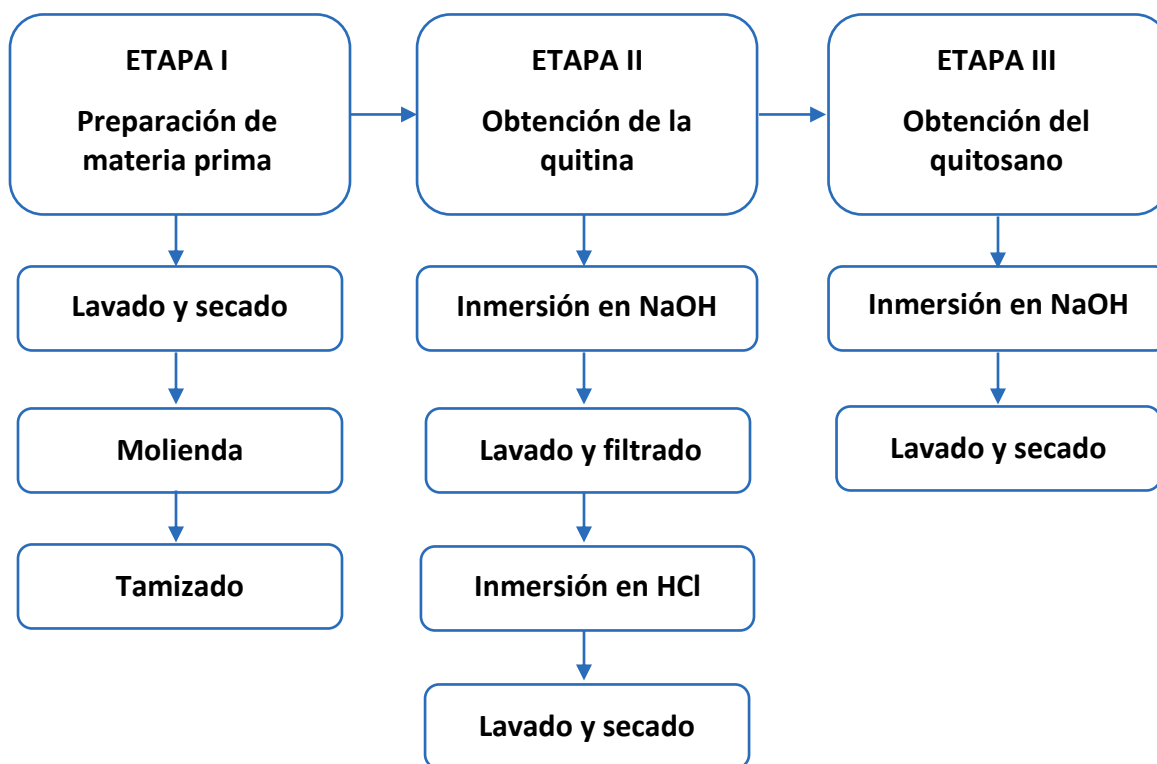 ETAPA I
Preparación de
materia prima
Lavado y secado
Molienda
Tamizado
ETAPA II
Obtención de la
quitina
Inmersión en NaOH
Lavado y filtrado
Inmersión en HCl
Lavado y secado
ETAPA III
Obtención del
quitosano
Inmersión en NaOH
Lavado y secado